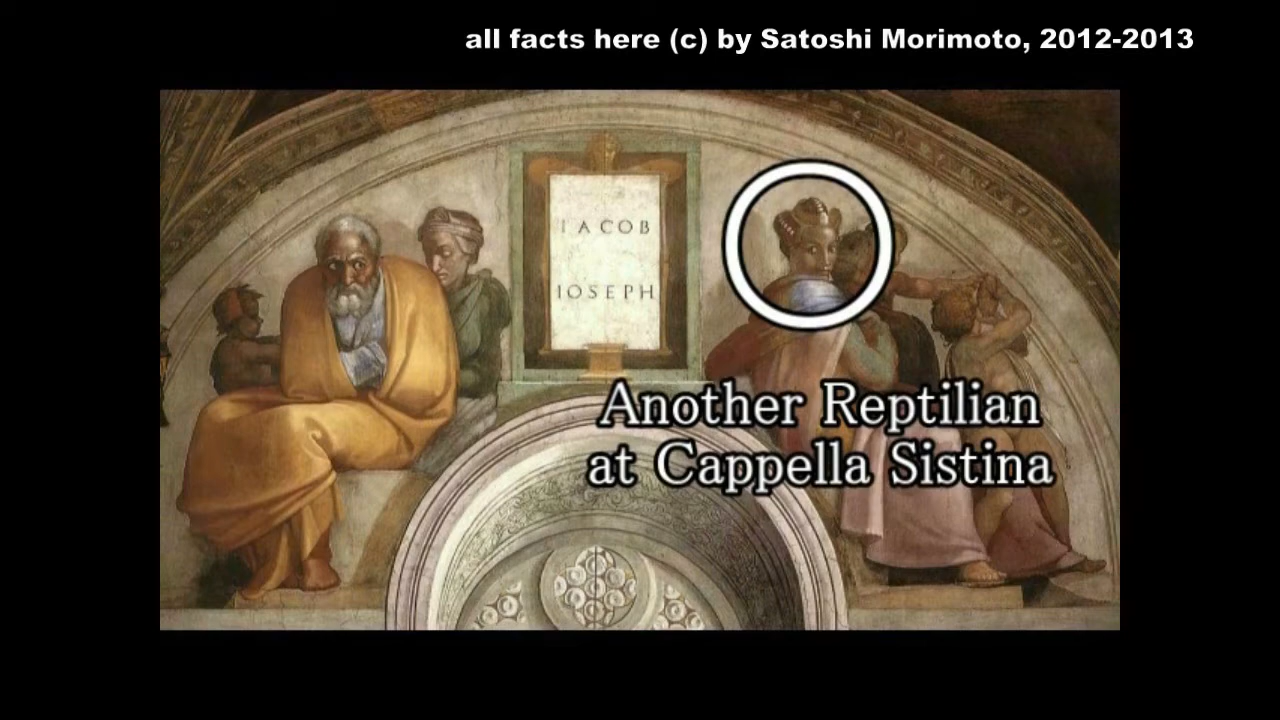 all facts here (c) by Satoshi Morimoto, 2012-2013
IACOB
IOSEPH
Another Reptilian
at Cappella Sistina